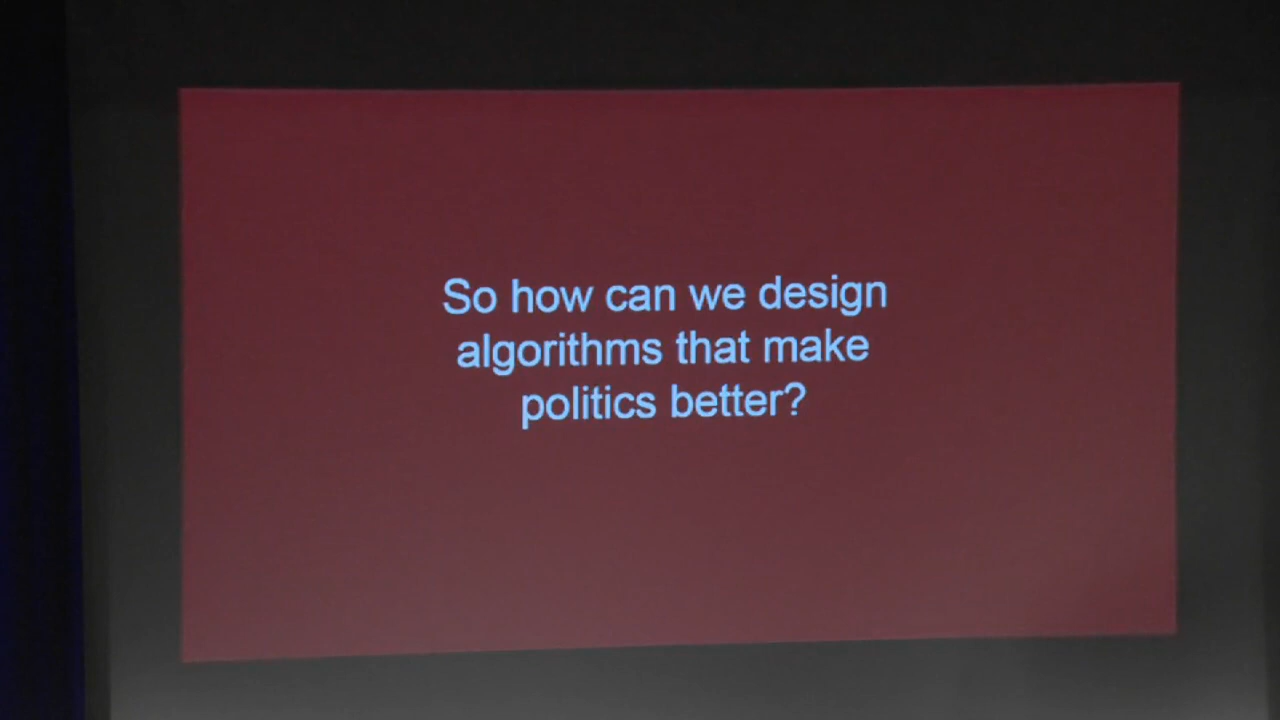 So how can we design
algorithms that make
politics better?